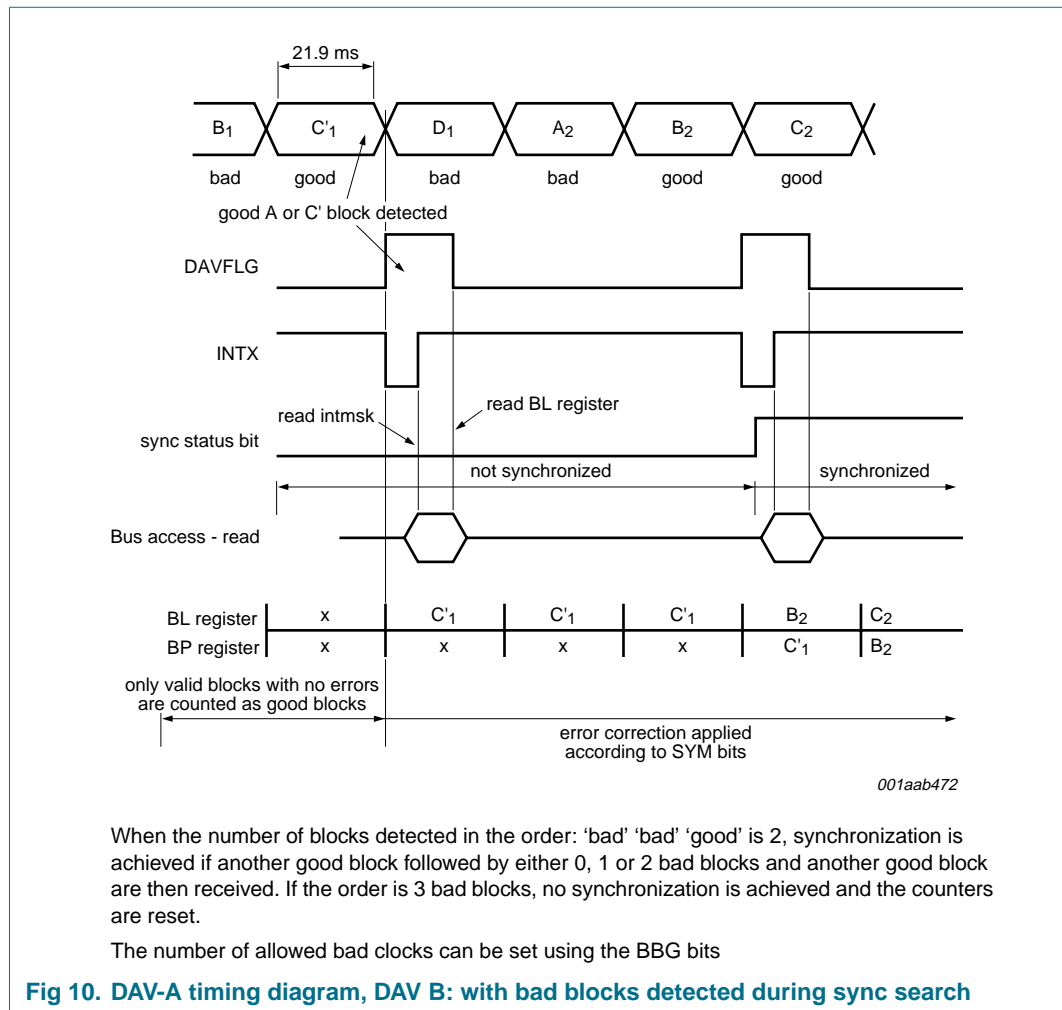 21.9 ms
B1 C'1 D1 A2 B2 C2
bad good bad bad good good
good A or C' block detected
DAVFLG
INTX
read intmsk
read BL register
sync status bit
not synchronized
synchronized
Bus access - read
BL register x C'1 C'1 C'1 B2 C2
BP register x x x x C'1 B2
only valid blocks with no errors
are counted as good blocks
error correction applied
according to SYM bits
001aab472
When the number of blocks detected in the order: ‘bad’ ‘bad’ ‘good’ is 2, synchronization is
achieved if another good block followed by either 0, 1 or 2 bad blocks and another good block
are then received. If the order is 3 bad blocks, no synchronization is achieved and the counters
are reset.
The number of allowed bad clocks can be set using the BBG bits
Fig 10. DAV-A timing diagram, DAV B: with bad blocks detected during sync search